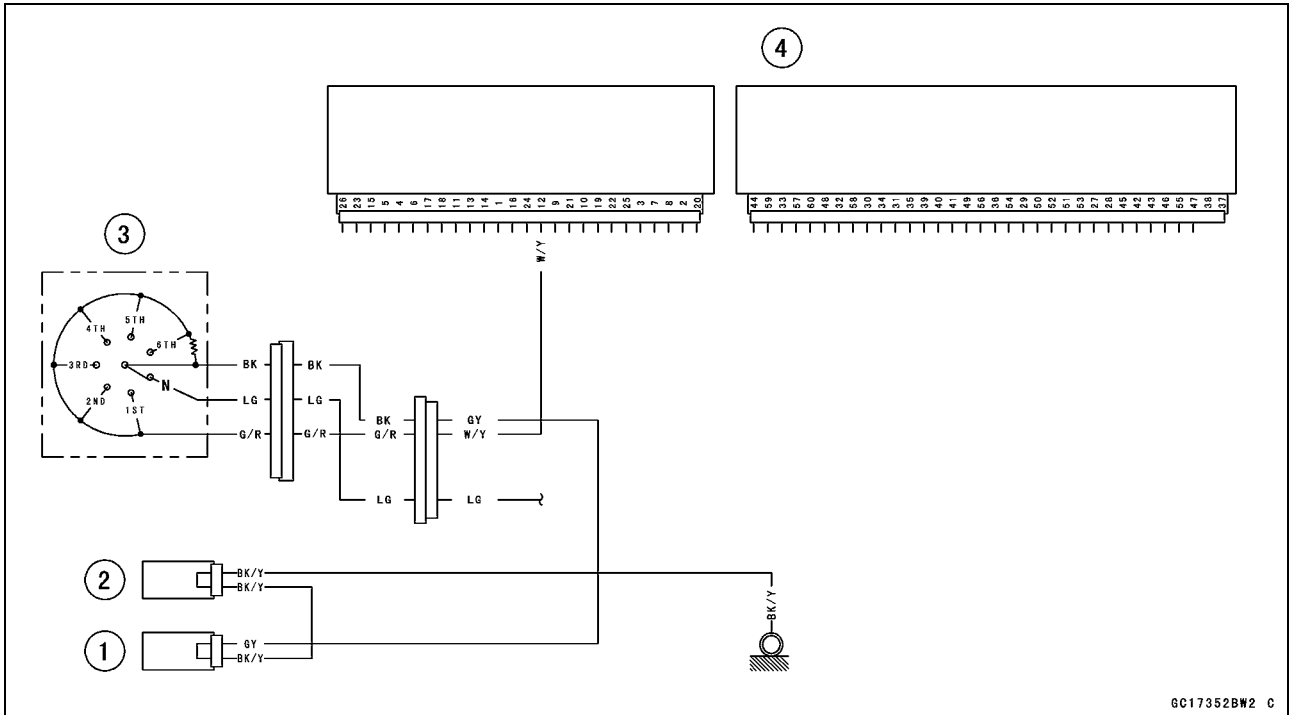 4
26 23 15 5 4 6 17 18 11 13 14 1 16 24 12 9 21 10 19 22 25 3 7 8 2 20
44 59 33 57 60 48 32 58 30 34 31 35 39 40 41 49 56 36 54 29 50 52 51 53 27 28 45 42 43 46 55 47 38 37
3
W/Y
5TH
4TH
6TH
3RD
N
2ND
1ST
BK BK
LG LG
G/R G/R
BK GY
G/R W/Y
LG LG
2
BK/Y
BK/Y
BK/Y
1
GY
BK/Y
GC17352BW2 C